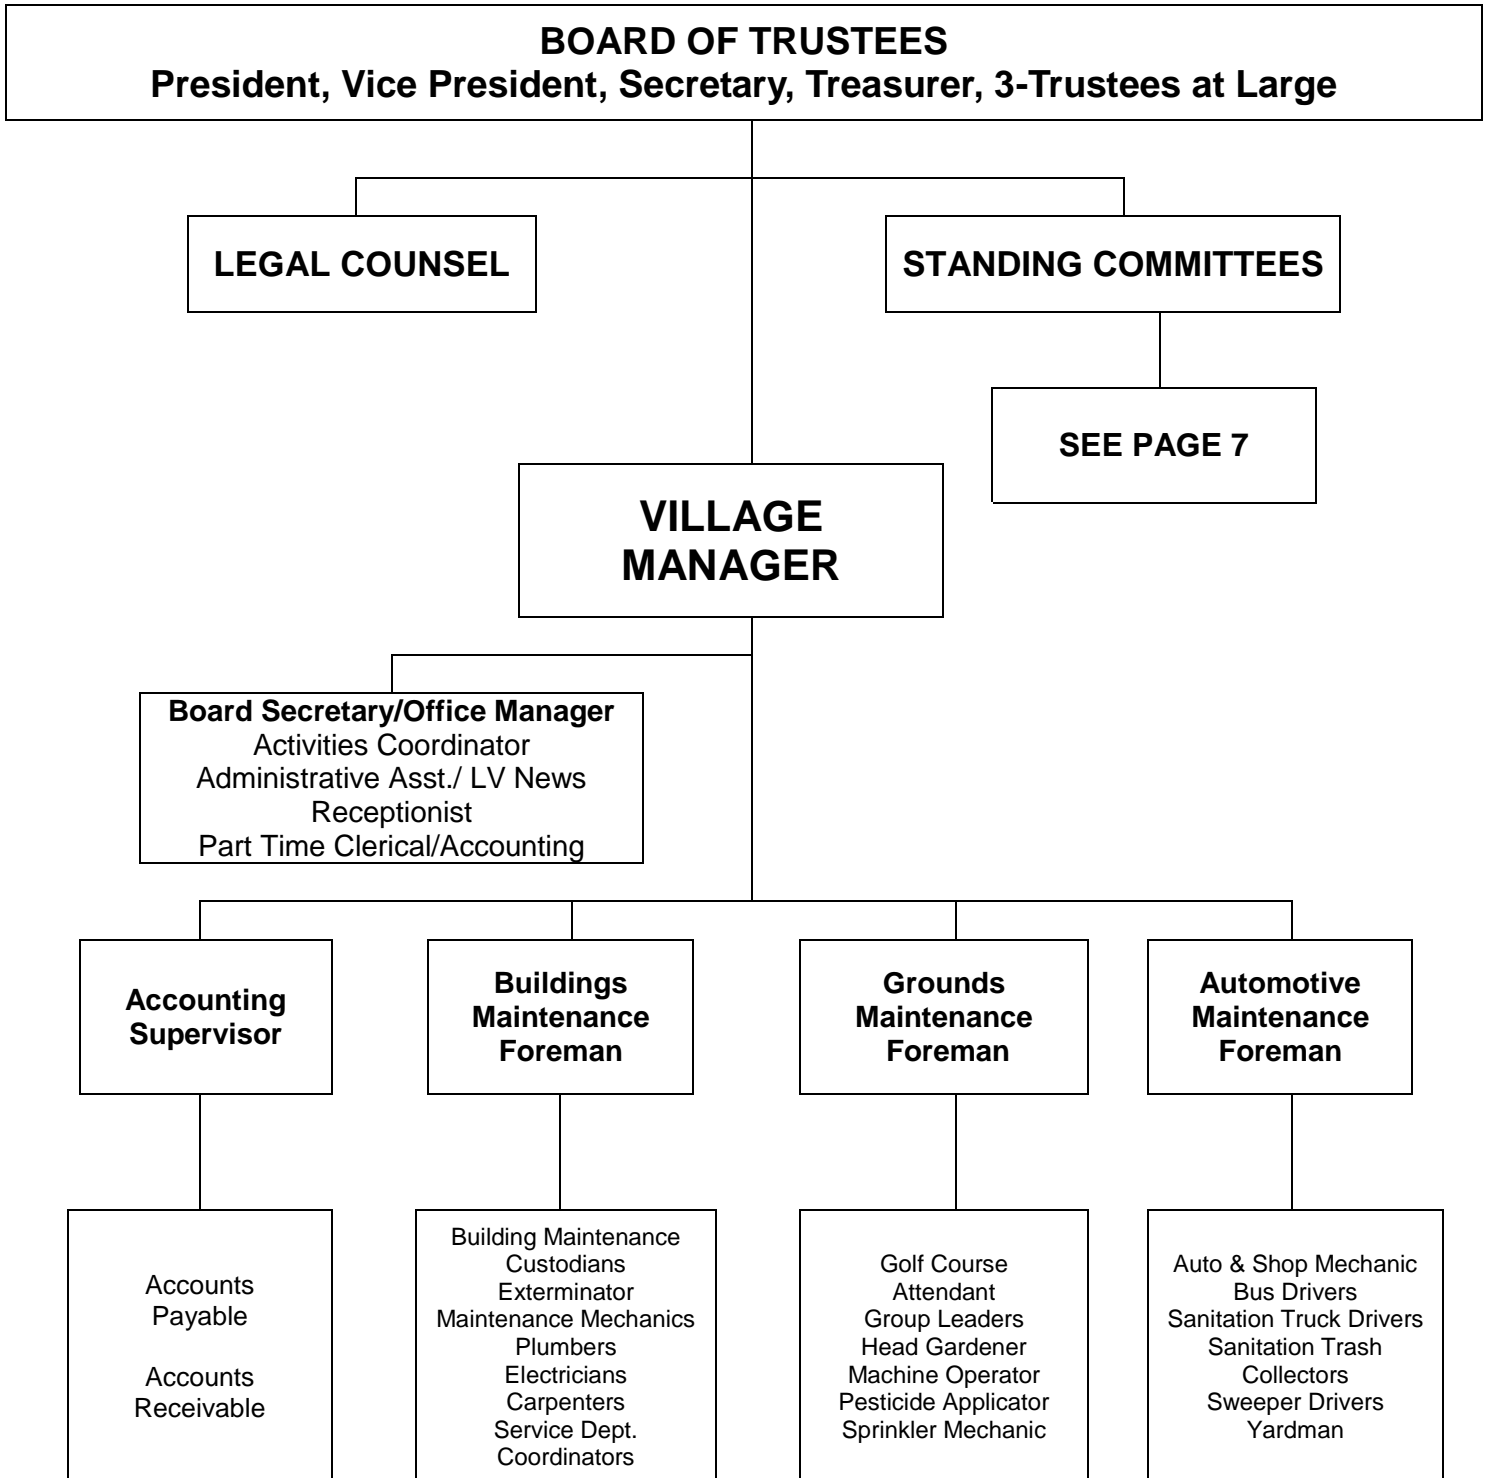 BOARD OF TRUSTEES
President, Vice President, Secretary, Treasurer, 3-Trustees at Large
LEGAL COUNSEL
STANDING COMMITTEES
SEE PAGE 7
VILLAGE
MANAGER
Board Secretary/Office Manager
Activities Coordinator
Administrative Asst./ LV News
Receptionist
Part Time Clerical/Accounting
Accounting
Supervisor
Buildings
Maintenance
Foreman
Grounds
Maintenance
Foreman
Automotive
Maintenance
Foreman
Accounts
Payable
Accounts
Receivable
Building Maintenance
Custodians
Exterminator
Maintenance Mechanics
Plumbers
Electricians
Carpenters
Service Dept.
Coordinators
Golf Course
Attendant
Group Leaders
Head Gardener
Machine Operator
Pesticide Applicator
Sprinkler Mechanic
Auto & Shop Mechanic
Bus Drivers
Sanitation Truck Drivers
Sanitation Trash
Collectors
Sweeper Drivers
Yardman